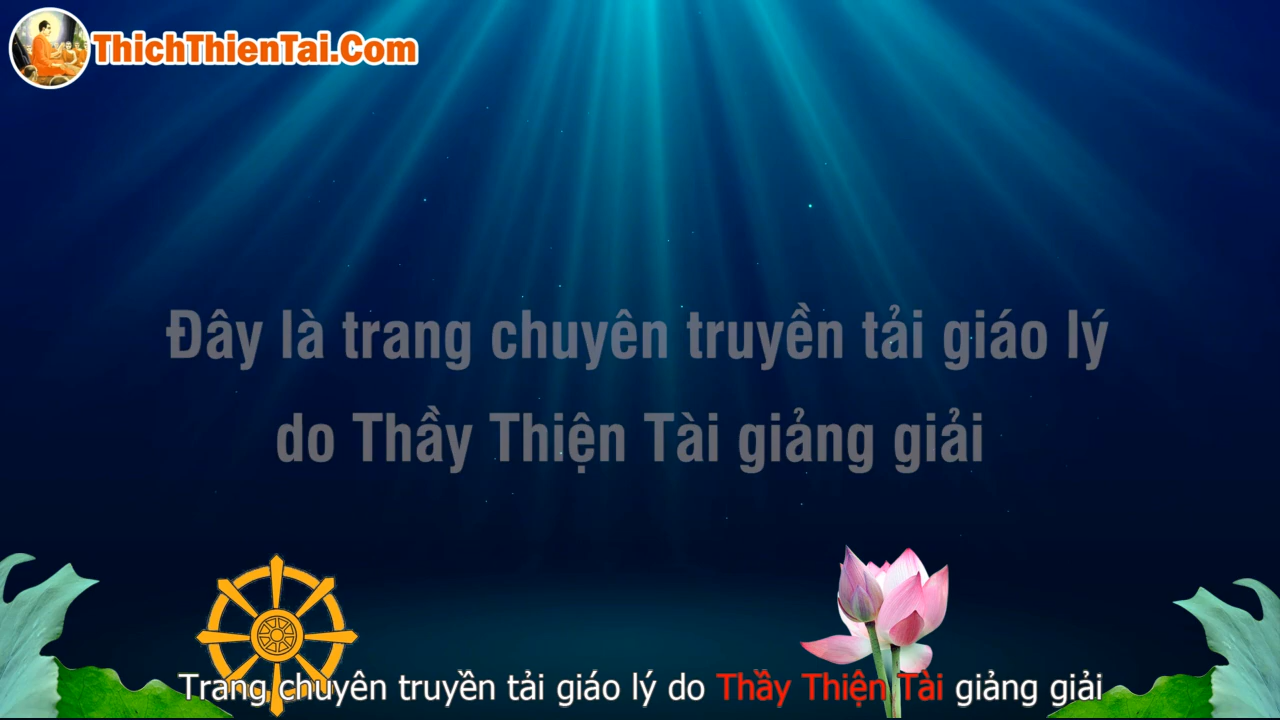 ThichThienTai.Com
Đây là trang chuyên truyền tải giáo lý
do Thầy Thiện Tài giảng giải
Trang chuyên truyền tải giáo lý do Thầy Thiện Tài giảng giải